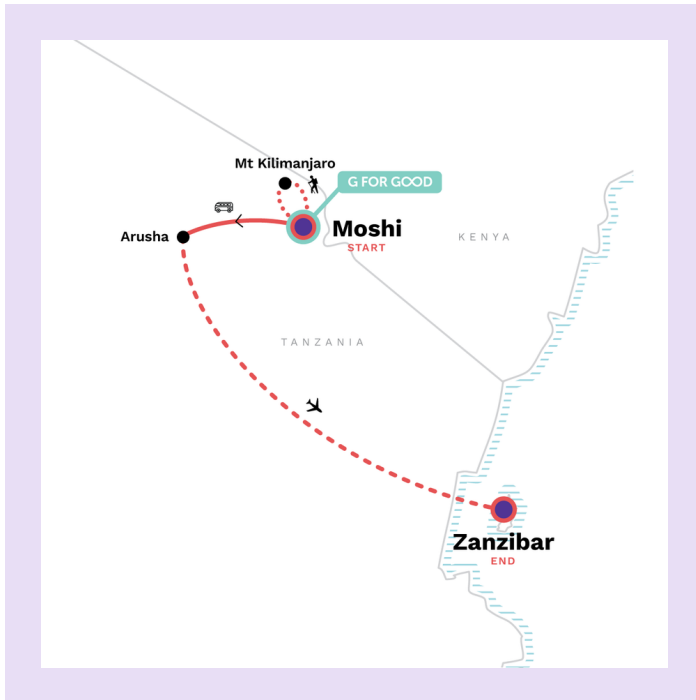 Mt Kilimanjaro
G FOR GOOD
Arusha
Moshi
START
KENYA
TANZANIA
Zanzibar
END